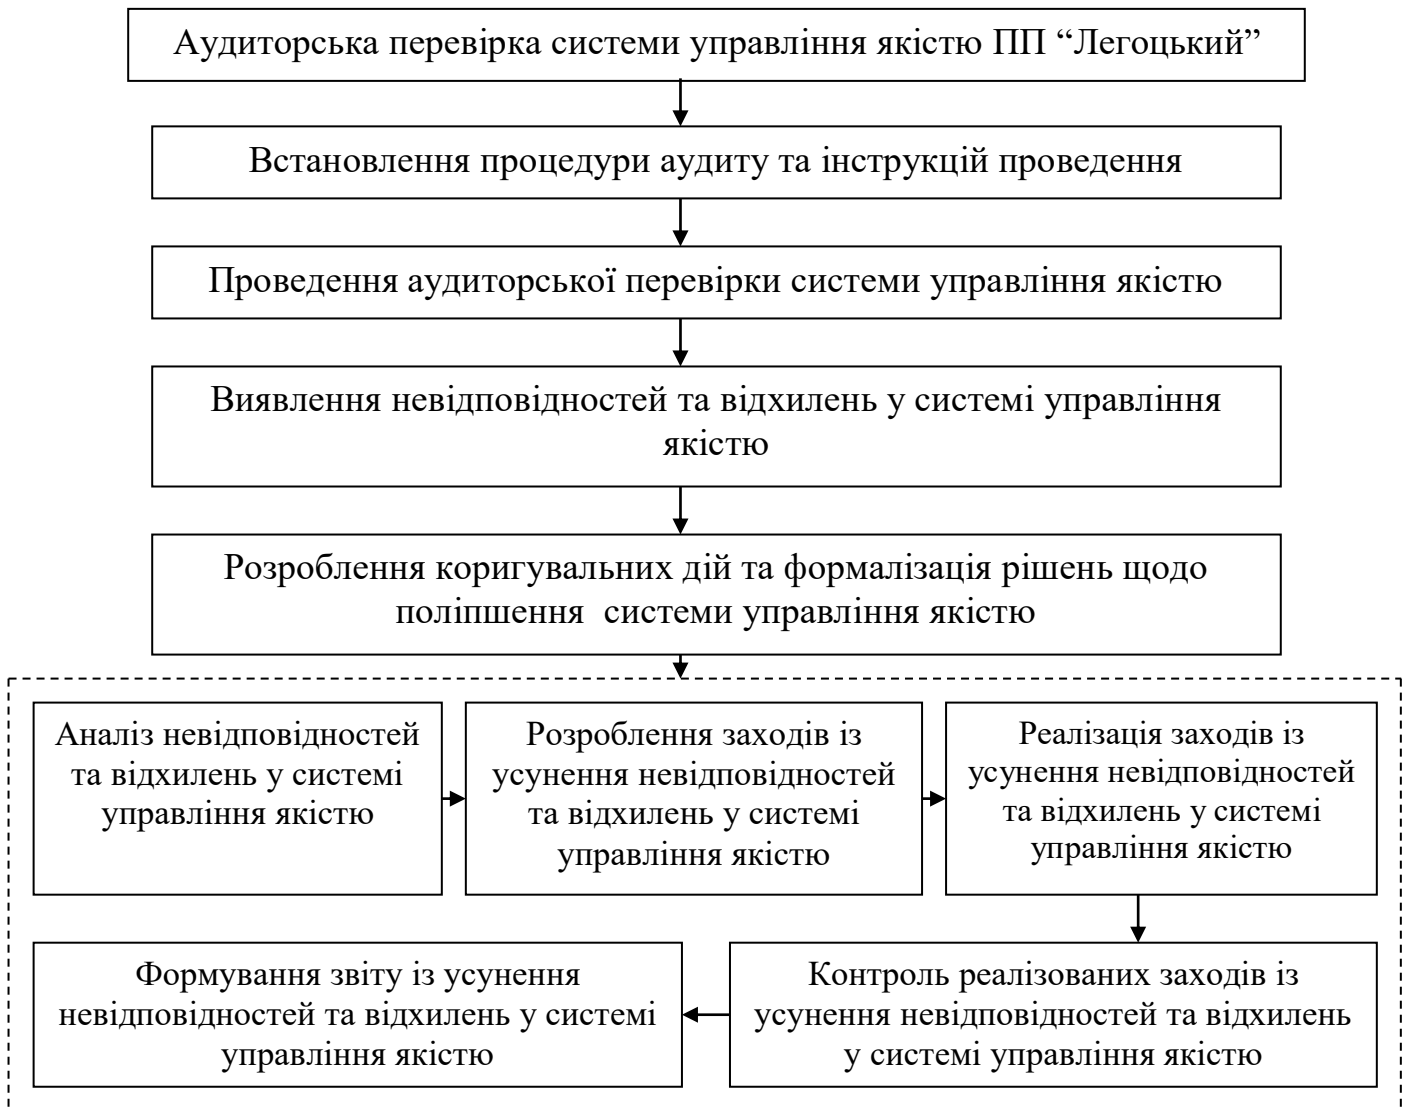 Аудиторська перевірка системи управління якістю ПП “Легоцький”
Встановлення процедури аудиту та інструкцій проведення
Проведення аудиторської перевірки системи управління якістю
Виявлення невідповідностей та відхилень у системі управління
якістю
Розроблення коригувальних дій та формалізація рішень щодо
поліпшення  системи управління якістю
Аналіз невідповідностей
та відхилень у системі
управління якістю
Розроблення заходів із
усунення невідповідностей
та відхилень у системі
управління якістю
Реалізація заходів із
усунення невідповідностей
та відхилень у системі
управління якістю
Контроль реалізованих заходів із
усунення невідповідностей та відхилень
у системі управління якістю
Формування звіту із усунення
невідповідностей та відхилень у системі
управління якістю